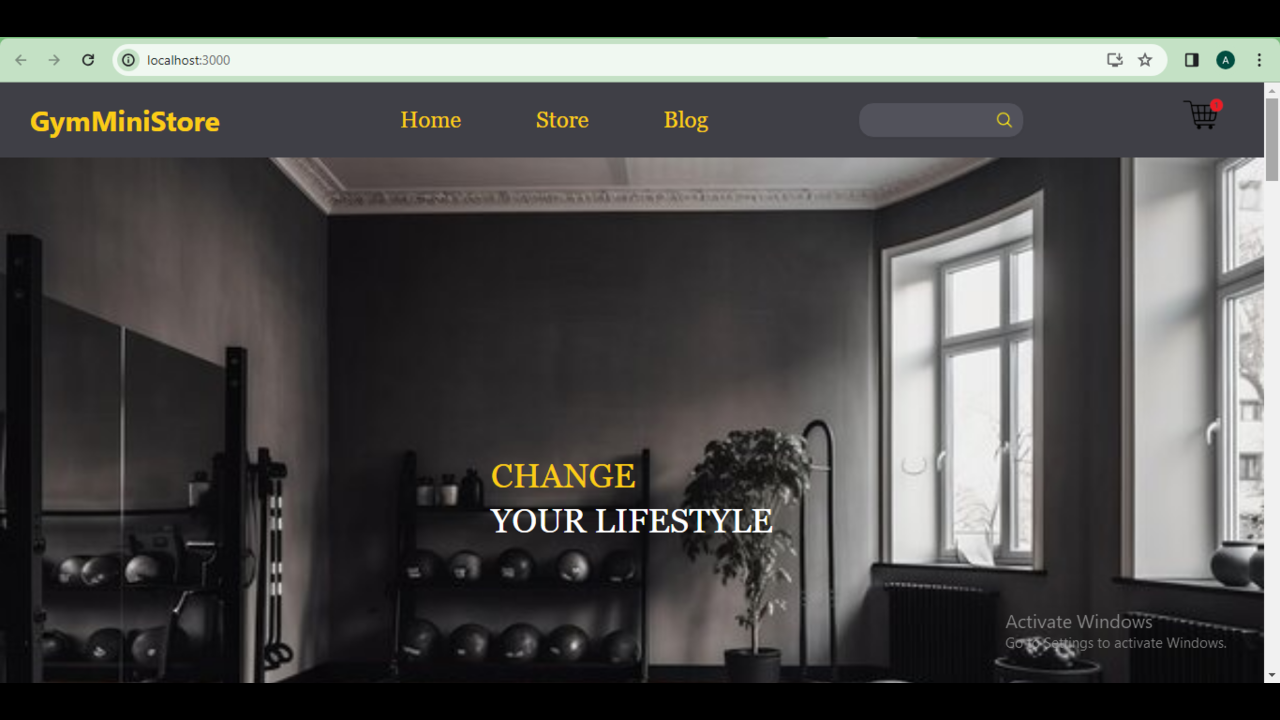 localhost:3000
A
GymMiniStore
Home
Store
Blog
CHANGE
YOUR LIFESTYLE
Activate Windows
Go to Settings to activate Windows.